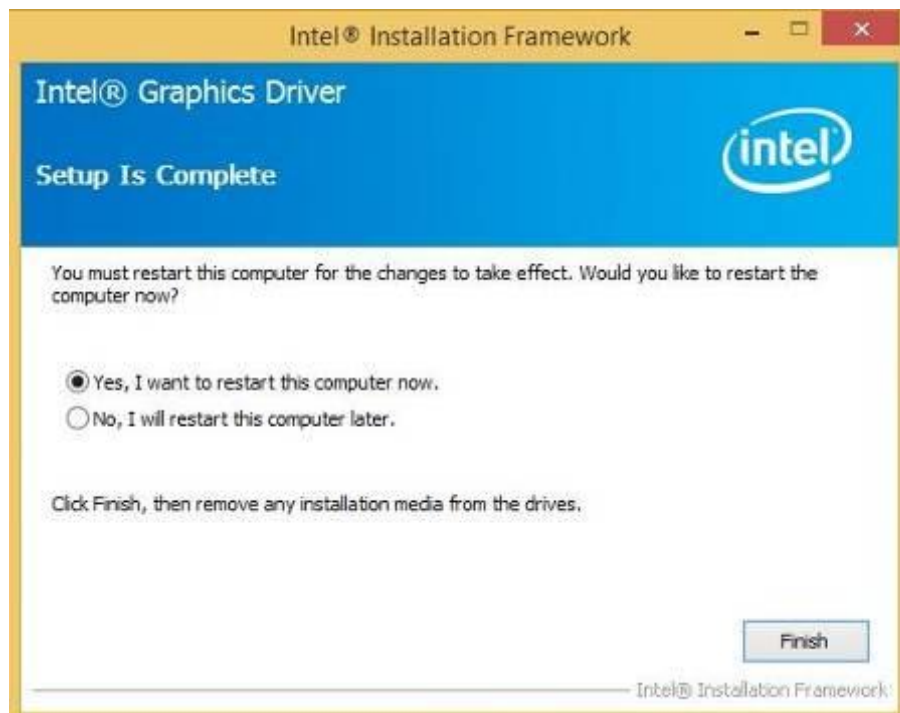 Intel® Installation Framework
Intel® Graphics Driver
intel
Setup Is Complete
You must restart this computer for the changes to take effect. Would you like to restart the
computer now?
Yes, I want to restart this computer now.
No, I will restart this computer later.
Click Finish, then remove any installation media from the drives.
Finish
Intel® Installation Framework